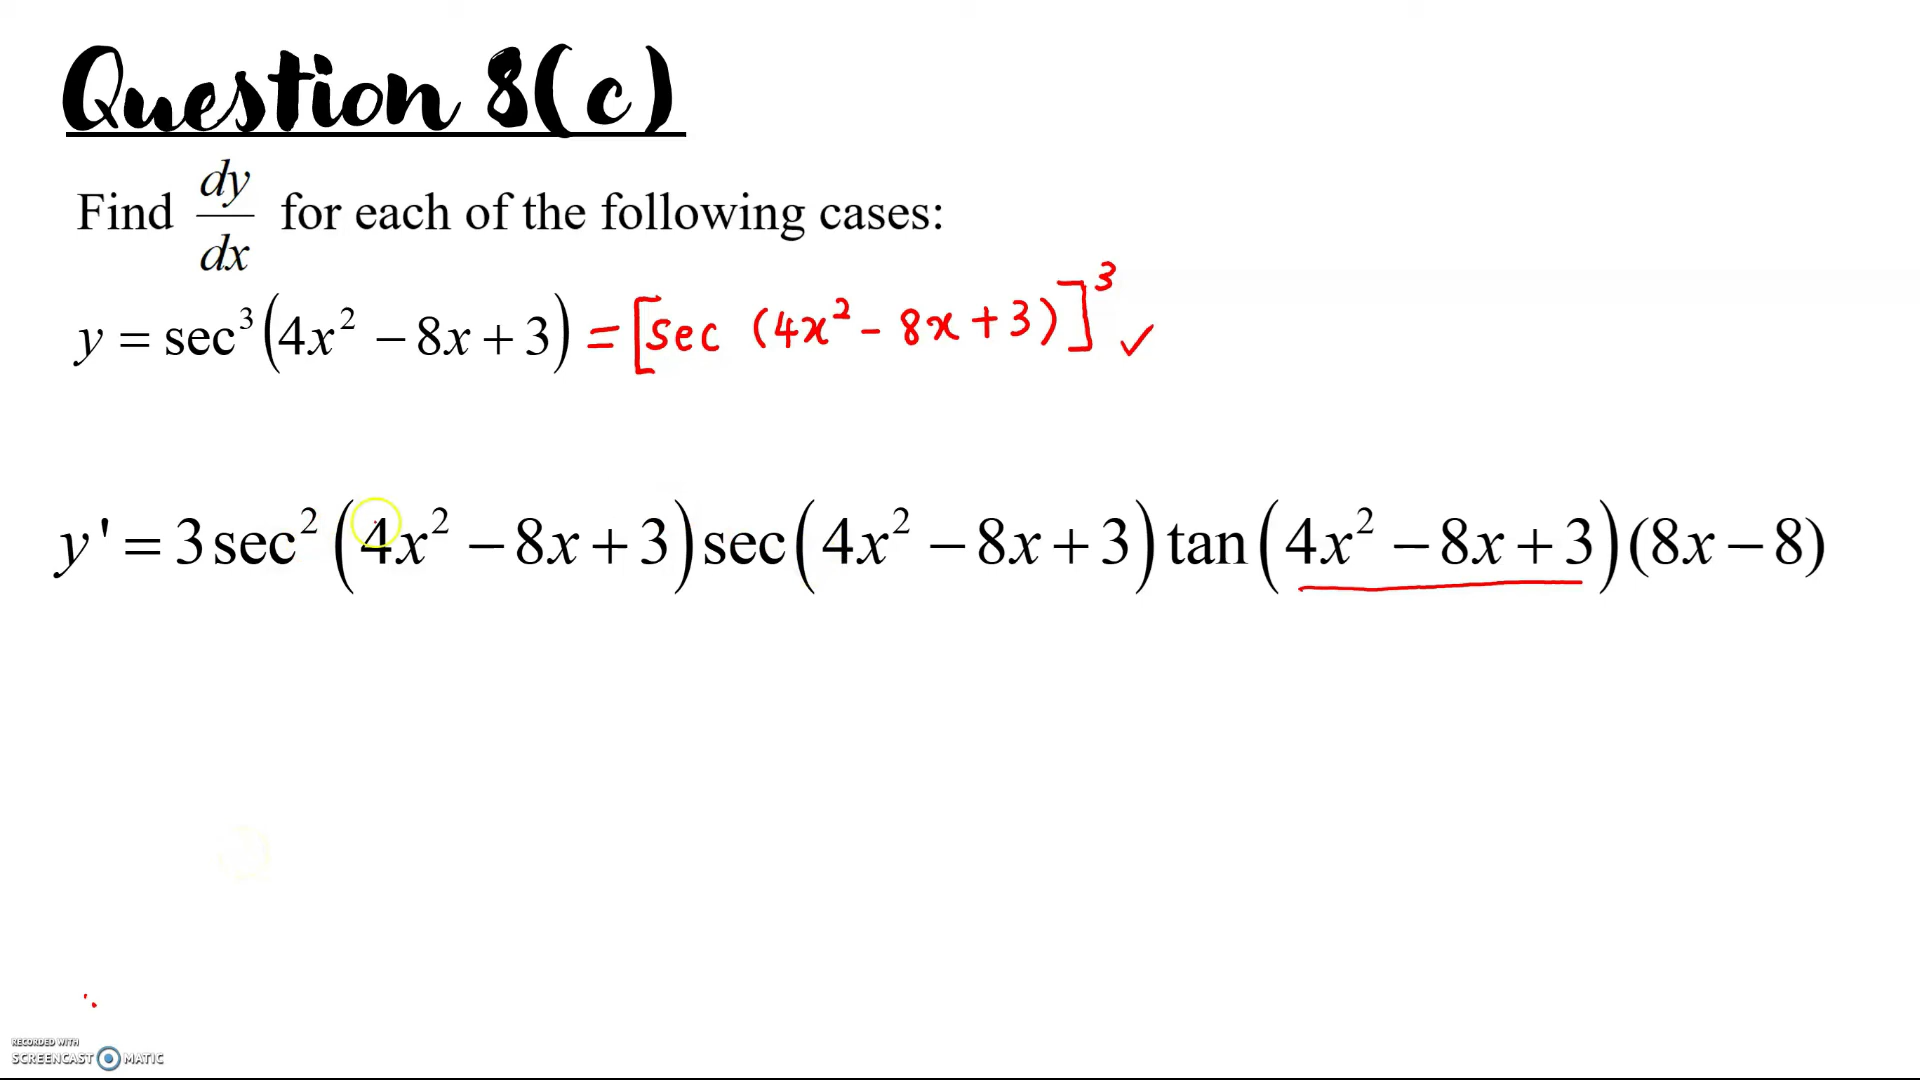 Question 8(c)
Find dy/dx for each of the following cases:
y = sec³(4x² − 8x + 3) = [sec (4x² − 8x + 3)]³ ✓
y' = 3sec²(4x² − 8x + 3)sec(4x² − 8x + 3)tan(4x² − 8x + 3)(8x − 8)
RECORDED WITH
SCREENCAST MATIC